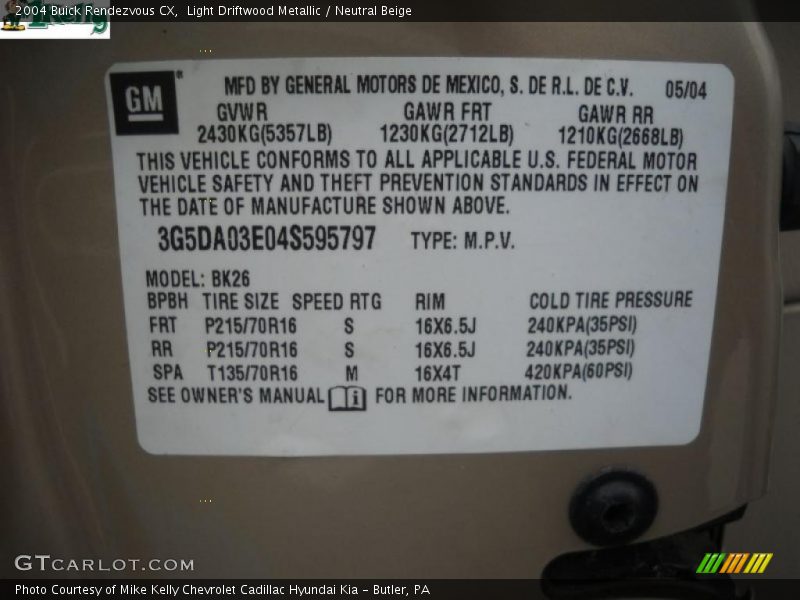 2004 Buick Rendezvous CX, Light Driftwood Metallic / Neutral Beige
Kelly
GM
MFD BY GENERAL MOTORS DE MEXICO, S. DE R.L. DE C.V. 05/04
GVWR GAWR FRT GAWR RR
2430KG(5357LB) 1230KG(2712LB) 1210KG(2668LB)
THIS VEHICLE CONFORMS TO ALL APPLICABLE U.S. FEDERAL MOTOR
VEHICLE SAFETY AND THEFT PREVENTION STANDARDS IN EFFECT ON
THE DATE OF MANUFACTURE SHOWN ABOVE.
3G5DA03E04S595797 TYPE: M.P.V.
MODEL: BK26
BPBH TIRE SIZE SPEED RTG RIM COLD TIRE PRESSURE
FRT P215/70R16 S 16X6.5J 240KPA(35PSI)
RR P215/70R16 S 16X6.5J 240KPA(35PSI)
SPA T135/70R16 M 16X4T 420KPA(60PSI)
SEE OWNER'S MANUAL i FOR MORE INFORMATION.
GTCARLOT.COM
Photo Courtesy of Mike Kelly Chevrolet Cadillac Hyundai Kia - Butler, PA